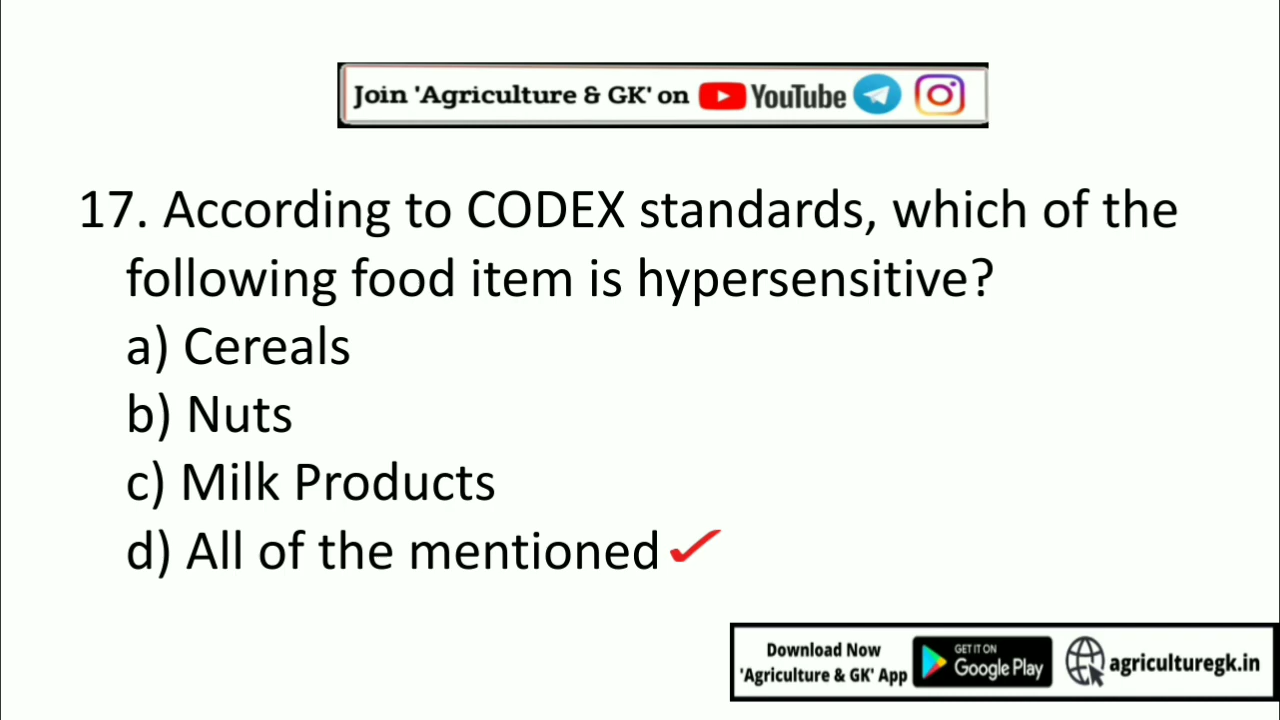 Join 'Agriculture & GK' on YouTube
17. According to CODEX standards, which of the
following food item is hypersensitive?
a) Cereals
b) Nuts
c) Milk Products
d) All of the mentioned
Download Now
'Agriculture & GK' App
GET IT ON
Google Play
agriculturegk.in